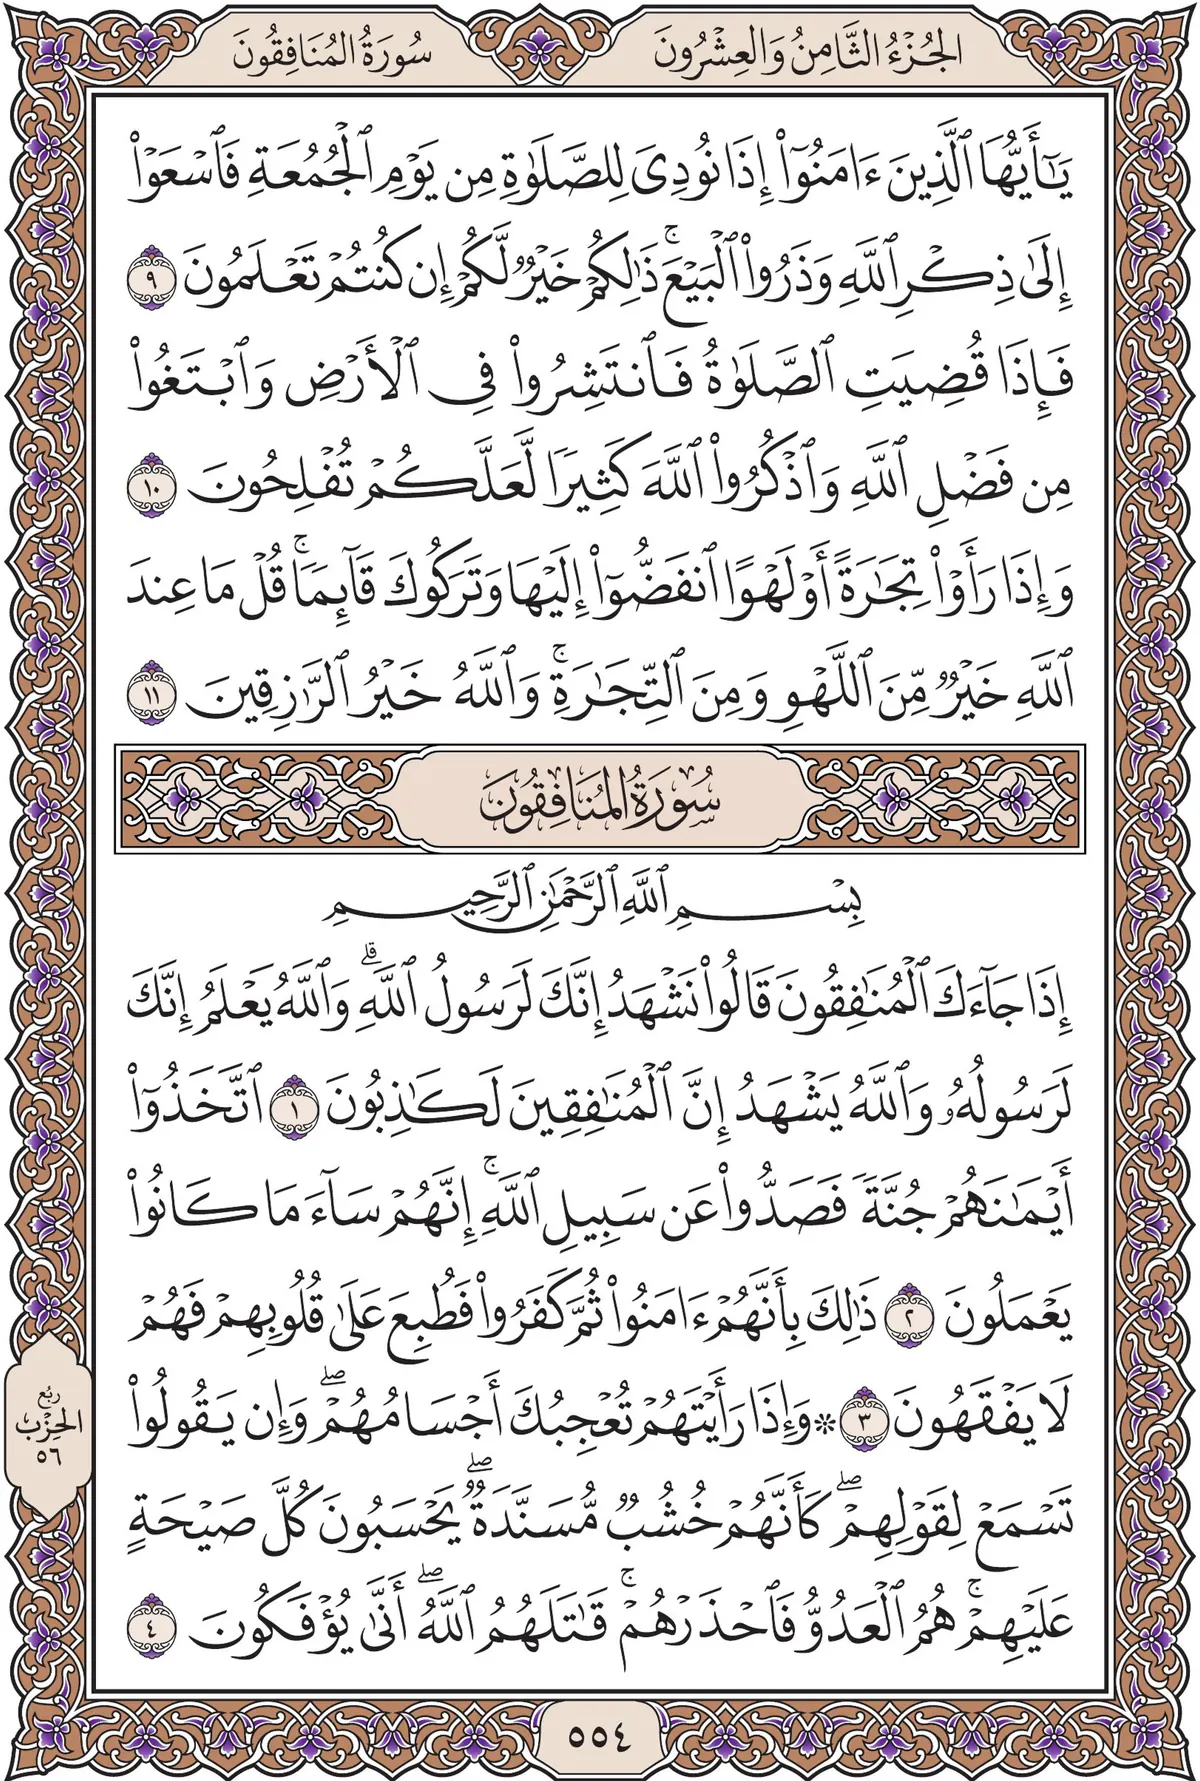 الجُزْءُ الثَّامِنُ وَالعِشْرُونَ
سُورَةُ المُنَافِقُونَ
يَٰٓأَيُّهَا ٱلَّذِينَ ءَامَنُوٓا۟ إِذَا نُودِىَ لِلصَّلَوٰةِ مِن يَوْمِ ٱلْجُمُعَةِ فَٱسْعَوْا۟
إِلَىٰ ذِكْرِ ٱللَّهِ وَذَرُوا۟ ٱلْبَيْعَ ۚ ذَٰلِكُمْ خَيْرٌ لَّكُمْ إِن كُنتُمْ تَعْلَمُونَ ٩
فَإِذَا قُضِيَتِ ٱلصَّلَوٰةُ فَٱنتَشِرُوا۟ فِى ٱلْأَرْضِ وَٱبْتَغُوا۟
مِن فَضْلِ ٱللَّهِ وَٱذْكُرُوا۟ ٱللَّهَ كَثِيرًا لَّعَلَّكُمْ تُفْلِحُونَ ١٠
وَإِذَا رَأَوْا۟ تِجَٰرَةً أَوْ لَهْوًا ٱنفَضُّوٓا۟ إِلَيْهَا وَتَرَكُوكَ قَآئِمًا ۚ قُلْ مَا عِندَ
ٱللَّهِ خَيْرٌ مِّنَ ٱللَّهْوِ وَمِنَ ٱلتِّجَٰرَةِ ۚ وَٱللَّهُ خَيْرُ ٱلرَّٰزِقِينَ ١١
سُورَةُ المُنَافِقُونَ
بِسْمِ ٱللَّهِ ٱلرَّحْمَٰنِ ٱلرَّحِيمِ
إِذَا جَآءَكَ ٱلْمُنَٰفِقُونَ قَالُوا۟ نَشْهَدُ إِنَّكَ لَرَسُولُ ٱللَّهِ ۗ وَٱللَّهُ يَعْلَمُ إِنَّكَ
لَرَسُولُهُۥ وَٱللَّهُ يَشْهَدُ إِنَّ ٱلْمُنَٰفِقِينَ لَكَٰذِبُونَ ١ ٱتَّخَذُوٓا۟
أَيْمَٰنَهُمْ جُنَّةً فَصَدُّوا۟ عَن سَبِيلِ ٱللَّهِ ۚ إِنَّهُمْ سَآءَ مَا كَانُوا۟
يَعْمَلُونَ ٢ ذَٰلِكَ بِأَنَّهُمْ ءَامَنُوا۟ ثُمَّ كَفَرُوا۟ فَطُبِعَ عَلَىٰ قُلُوبِهِمْ فَهُمْ
لَا يَفْقَهُونَ ٣ * وَإِذَا رَأَيْتَهُمْ تُعْجِبُكَ أَجْسَامُهُمْ ۖ وَإِن يَقُولُوا۟
تَسْمَعْ لِقَوْلِهِمْ ۖ كَأَنَّهُمْ خُشُبٌ مُّسَنَّدَةٌ ۖ يَحْسَبُونَ كُلَّ صَيْحَةٍ
عَلَيْهِمْ ۚ هُمُ ٱلْعَدُوُّ فَٱحْذَرْهُمْ ۚ قَٰتَلَهُمُ ٱللَّهُ ۖ أَنَّىٰ يُؤْفَكُونَ ٤
رُبُع
الحِزْب
٥٦
٥٥٤